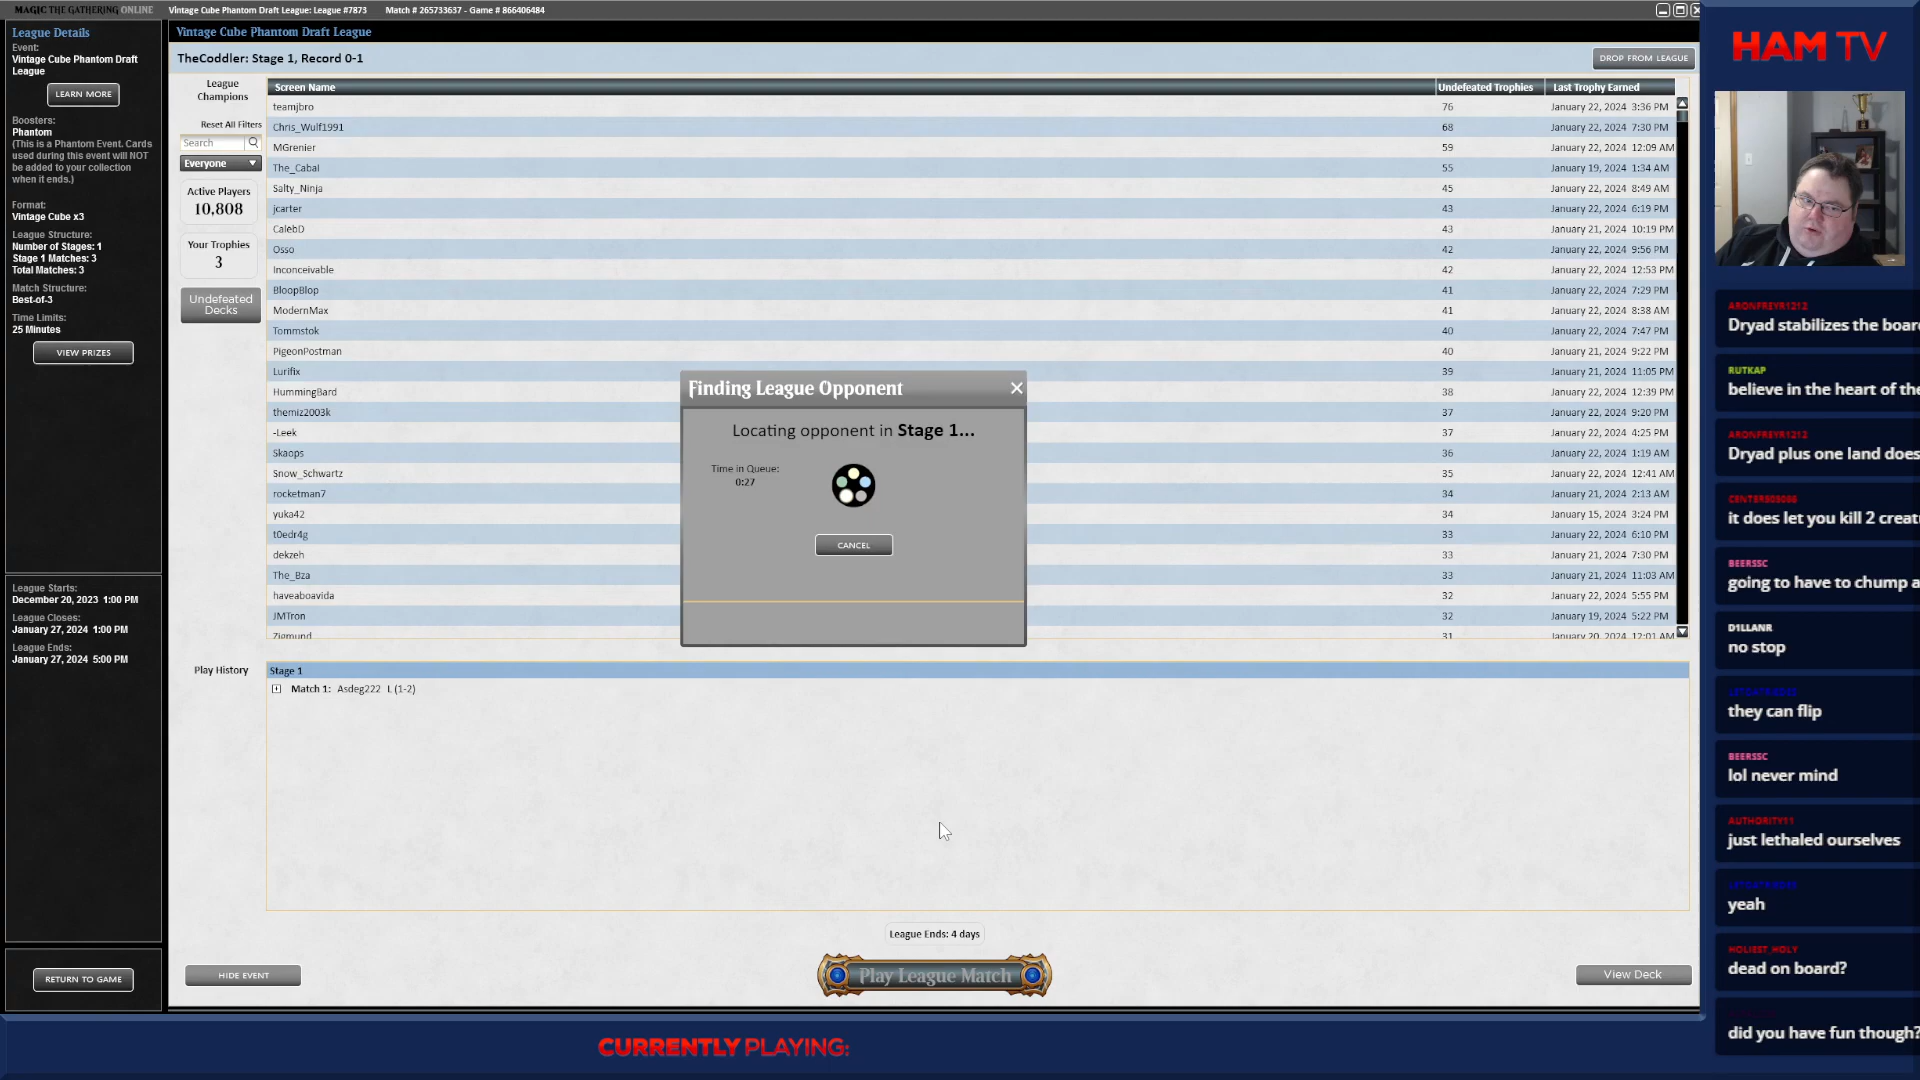 MAGIC THE GATHERING ONLINE
Vintage Cube Phantom Draft League: League #7873
Match # 265733637 - Game # 866406484
League Details
Event:
Vintage Cube Phantom Draft
League
LEARN MORE
Boosters:
Phantom
(This is a Phantom Event. Cards
used during this event will NOT
be added to your collection
when it ends.)
Format:
Vintage Cube x3
League Structure:
Number of Stages: 1
Stage 1 Matches: 3
Total Matches: 3
Match Structure:
Best-of-3
Time Limits:
25 Minutes
VIEW PRIZES
League Starts:
December 20, 2023 1:00 PM
League Closes:
January 27, 2024 1:00 PM
League Ends:
January 27, 2024 5:00 PM
RETURN TO GAME
Vintage Cube Phantom Draft League
TheCoddler: Stage 1, Record 0-1
DROP FROM LEAGUE
League
Champions
Reset All Filters
Search
Everyone
Active Players
10,808
Your Trophies
3
Undefeated
Decks
Screen Name Undefeated Trophies Last Trophy Earned
teamjbro 76 January 22, 2024 3:36 PM
Chris_Wulf1991 68 January 22, 2024 7:30 PM
MGrenier 59 January 22, 2024 12:09 AM
The_Cabal 55 January 19, 2024 1:34 AM
Salty_Ninja 45 January 22, 2024 8:49 AM
jcarter 43 January 22, 2024 6:19 PM
CalebD 43 January 21, 2024 10:19 PM
Osso 42 January 22, 2024 9:56 PM
Inconceivable 42 January 22, 2024 12:53 PM
BloopBlop 41 January 22, 2024 7:29 PM
ModernMax 41 January 22, 2024 8:38 AM
Tommstok 40 January 22, 2024 7:47 PM
PigeonPostman 40 January 21, 2024 9:22 PM
Lurifix 39 January 21, 2024 11:05 PM
HummingBard 38 January 22, 2024 12:39 PM
themiz2003k 37 January 22, 2024 9:20 PM
-Leek 37 January 22, 2024 4:25 PM
Skaops 36 January 22, 2024 1:19 AM
Snow_Schwartz 35 January 22, 2024 12:41 AM
rocketman7 34 January 21, 2024 2:13 AM
yuka42 34 January 15, 2024 3:24 PM
t0edr4g 33 January 22, 2024 6:10 PM
dekzeh 33 January 21, 2024 7:30 PM
The_Bza 33 January 21, 2024 11:03 AM
haveaboavida 32 January 22, 2024 5:55 PM
JMTron 32 January 19, 2024 5:22 PM
Zigmund 31 January 20, 2024 12:01 AM
Finding League Opponent
Locating opponent in Stage 1...
Time in Queue:
0:27
CANCEL
Play History
Stage 1
Match 1: Asdeg222 L (1-2)
League Ends: 4 days
HIDE EVENT
Play League Match
View Deck
CURRENTLY PLAYING:
HAM TV
ARONFREYR1212
Dryad stabilizes the boar
RUTKAP
believe in the heart of the
ARONFREYR1212
Dryad plus one land does
it does let you kill 2 creat
BEERSSC
going to have to chump a
D1LLANR
no stop
they can flip
BEERSSC
lol never mind
AUTHORITY11
just lethaled ourselves
yeah
HOLIEST_HOLY
dead on board?
did you have fun though?